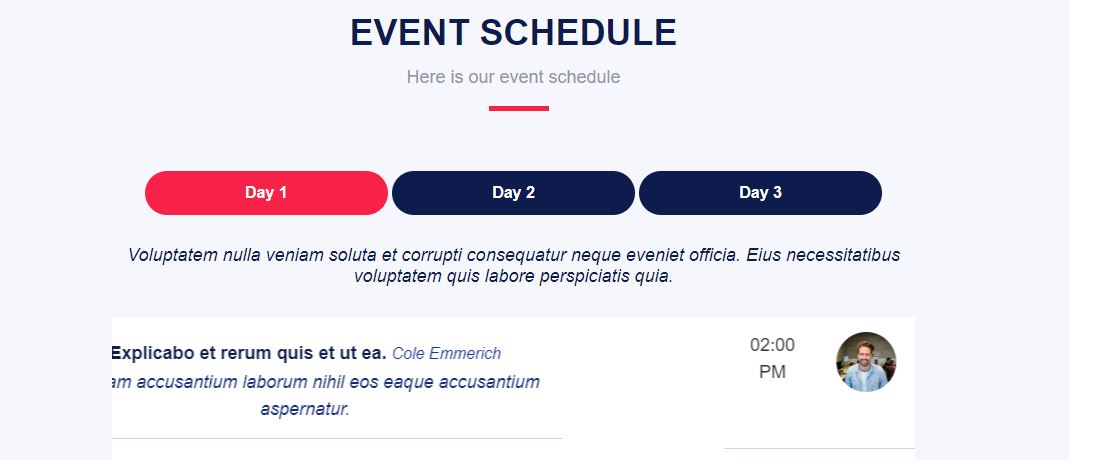 EVENT SCHEDULE
Here is our event schedule
Day 1 Day 2 Day 3
Voluptatem nulla veniam soluta et corrupti consequatur neque eveniet officia. Eius necessitatibus
voluptatem quis labore perspiciatis quia.
Explicabo et rerum quis et ut ea. Cole Emmerich
am accusantium laborum nihil eos eaque accusantium
aspernatur.
02:00
PM